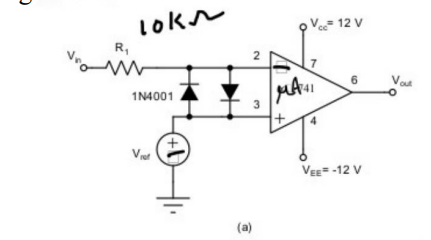 10KΩ
Vcc= 12 V
R1
Vin
2
7
6
Vout
1N4001
μA741
3
4
Vref
VEE= -12 V
(a)